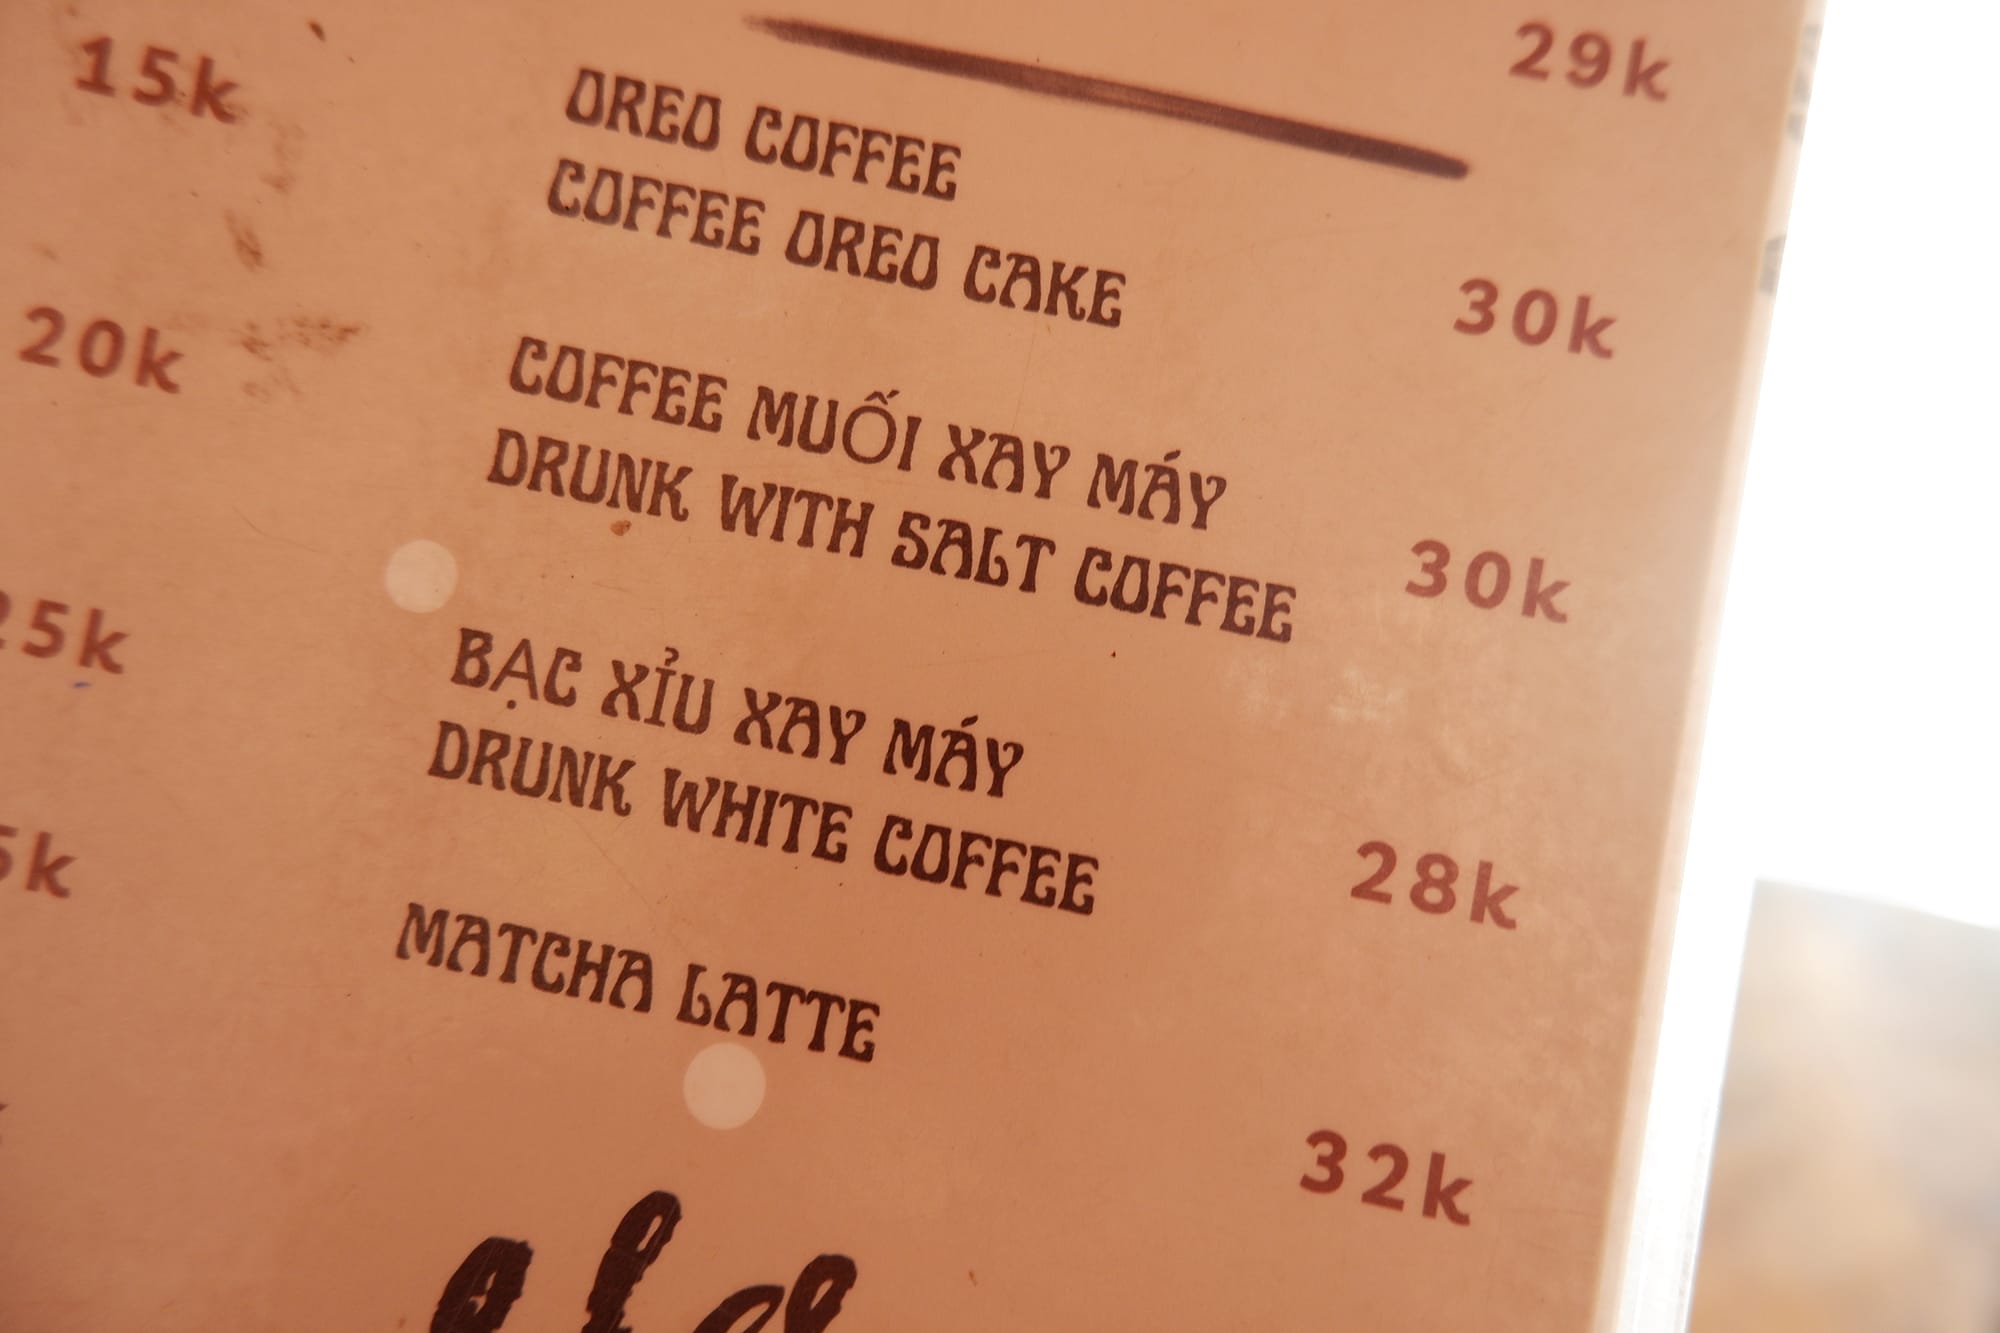 29k
15k
OREO COFFEE
COFFEE OREO CAKE
30k
20k
COFFEE MUỐI XAY MÁY
DRUNK WITH SALT COFFEE
30k
25k
BẠC XỈU XAY MÁY
DRUNK WHITE COFFEE
28k
5k
MATCHA LATTE
32k